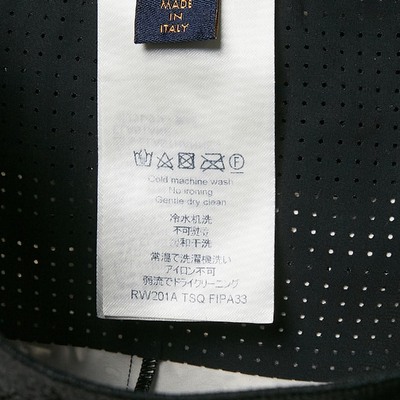 MADE
IN
ITALY
F
Cold machine wash
No ironing
Gentle dry clean
冷水机洗
不可熨烫
缓和干洗
常温で洗濯機洗い
アイロン不可
弱流でドライクリーニング
RW201A TSQ FIPA33